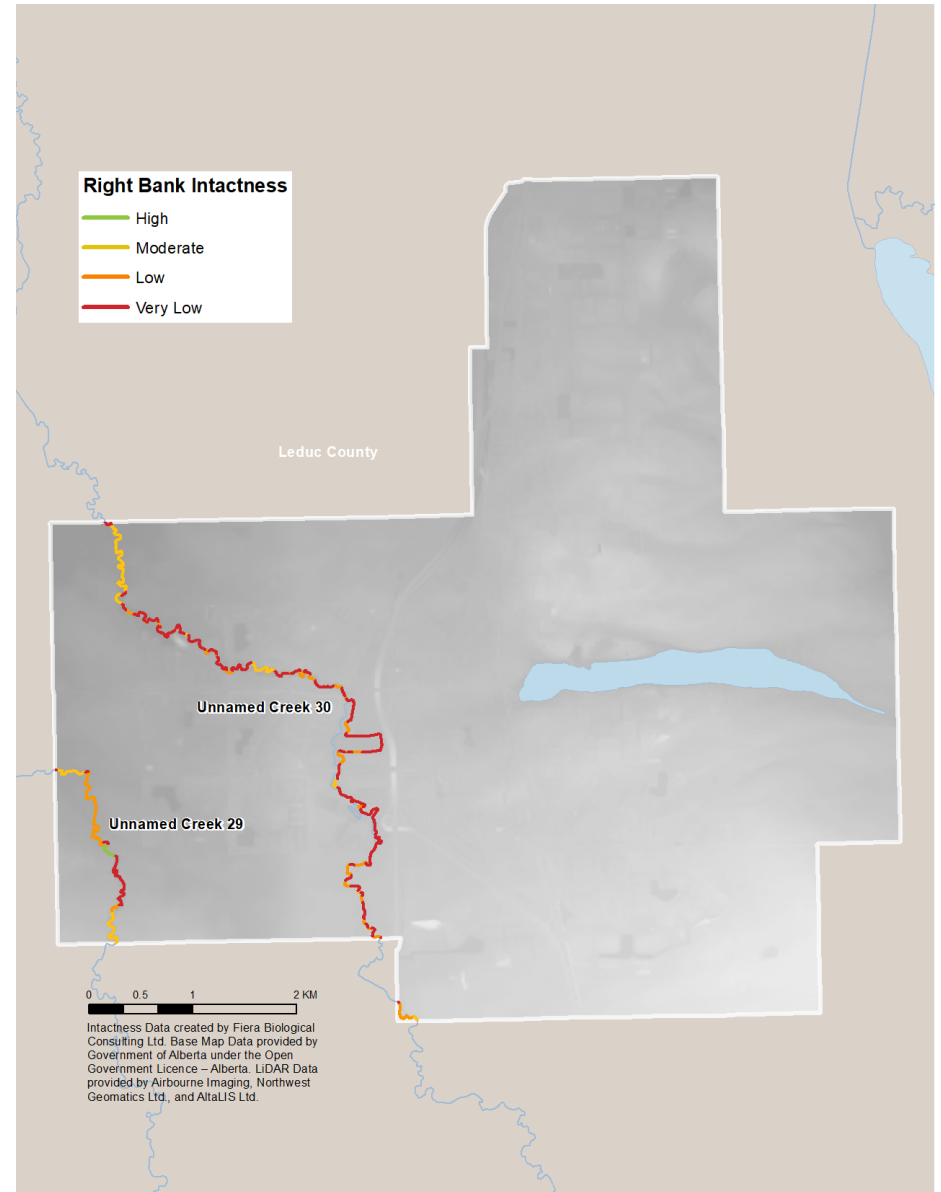 Right Bank Intactness
High
Moderate
Low
Very Low
Leduc County
Unnamed Creek 30
Unnamed Creek 29
0 0.5 1 2 KM
Intactness Data created by Fiera Biological
Consulting Ltd. Base Map Data provided by
Government of Alberta under the Open
Government Licence – Alberta. LiDAR Data
provided by Airbourne Imaging, Northwest
Geomatics Ltd., and AltaLIS Ltd.